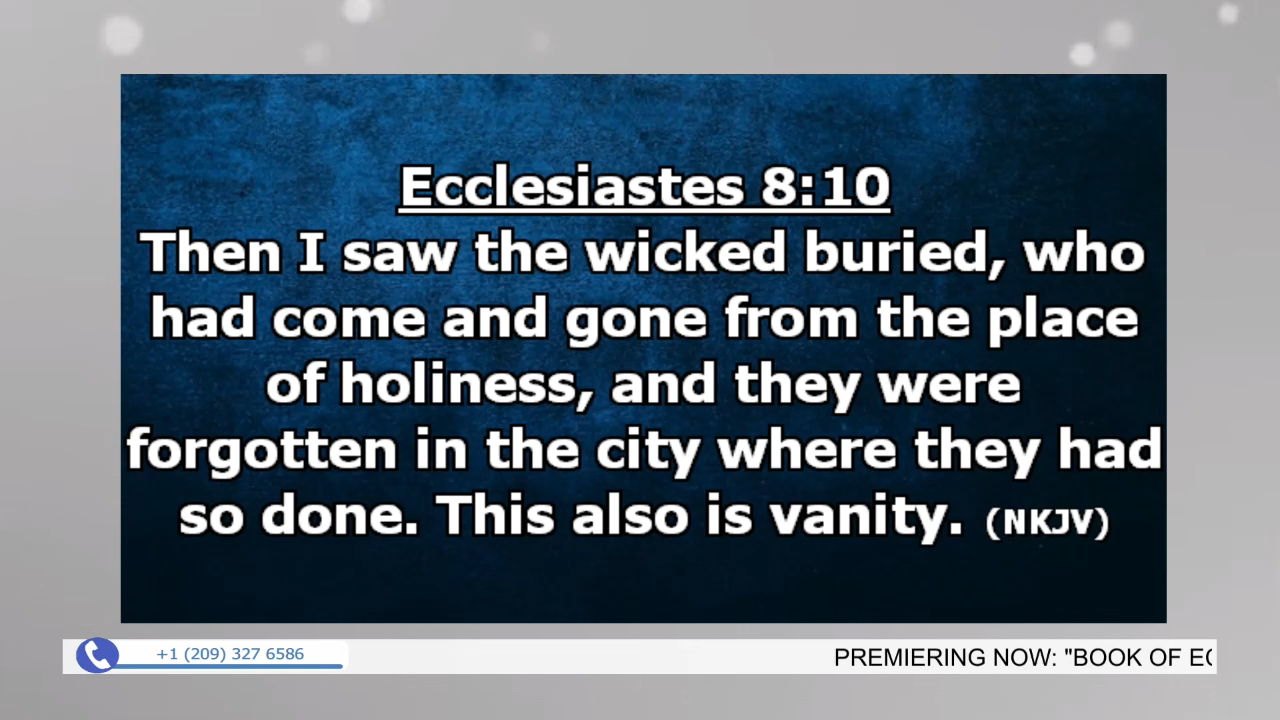 Ecclesiastes 8:10
Then I saw the wicked buried, who
had come and gone from the place
of holiness, and they were
forgotten in the city where they had
so done. This also is vanity. (NKJV)
+1 (209) 327 6586
PREMIERING NOW: "BOOK OF